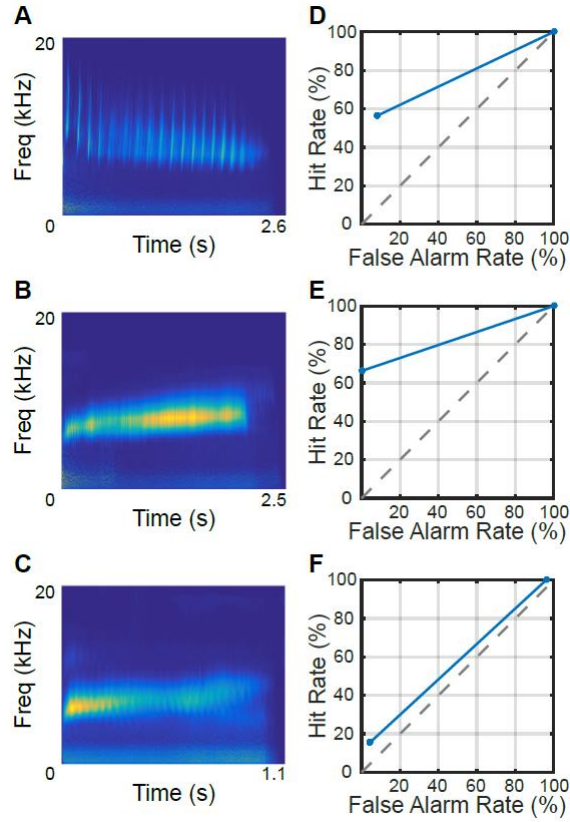 A
20
Freq (kHz)
0
Time (s)
2.6
D
100
80
60
40
20
0
Hit Rate (%)
20 40 60 80 100
False Alarm Rate (%)
B
20
Freq (kHz)
0
Time (s)
2.5
E
100
80
60
40
20
0
Hit Rate (%)
20 40 60 80 100
False Alarm Rate (%)
C
20
Freq (kHz)
0
Time (s)
1.1
F
100
80
60
40
20
0
Hit Rate (%)
20 40 60 80 100
False Alarm Rate (%)